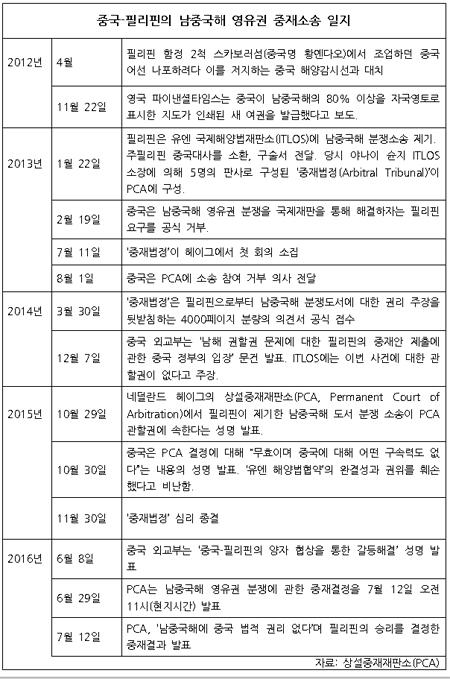 중국-필리핀의 남중국해 영유권 중재소송 일지
2012년
4월
필리핀 함정 2척 스카보러섬(중국명 황옌다오)에서 조업하던 중국
어선 나포하려다 이를 저지하는 중국 해양감시선과 대치
11월 22일
영국 파이낸셜타임스는 중국이 남중국해의 80% 이상을 자국영토로
표시한 지도가 인쇄된 새 여권을 발급했다고 보도.
2013년
1월 22일
필리핀은 유엔 국제해양법재판소(ITLOS)에 남중국해 분쟁소송 제기.
주필리핀 중국대사를 소환, 구술서 전달. 당시 야나이 슌지 ITLOS
소장에 의해 5명의 판사로 구성된 '중재법정(Arbitral Tribunal)'이
PCA에 구성.
2월 19일
중국은 남중국해 영유권 분쟁을 국제재판을 통해 해결하자는 필리핀
요구를 공식 거부.
7월 11일
'중재법정'이 헤이그에서 첫 회의 소집
8월 1일
중국은 PCA에 소송 참여 거부 의사 전달
2014년
3월 30일
'중재법정'은 필리핀으로부터 남중국해 분쟁도서에 대한 권리 주장을
뒷받침하는 4000페이지 분량의 의견서 공식 접수
12월 7일
중국 외교부는 '남해 관할권 문제에 대한 필리핀의 중재안 제출에
관한 중국 정부의 입장' 문건 발표. ITLOS에는 이번 사건에 대한 관
할권이 없다고 주장.
2015년
10월 29일
네덜란드 헤이그의 상설중재재판소(PCA, Permanent Court of
Arbitration)에서 필리핀이 제기한 남중국해 도서 분쟁 소송이 PCA
관할권에 속한다는 성명 발표.
10월 30일
중국은 PCA 결정에 대해 "무효이며 중국에 대해 어떤 구속력도 없
다"는 내용의 성명 발표. '유엔 해양법협약'의 완결성과 권위를 훼손
했다고 비난함.
11월 30일
'중재법정' 심리 종결
2016년
6월 8일
중국 외교부는 '중국-필리핀의 양자 협상을 통한 갈등해결' 성명 발
표
6월 29일
PCA는 남중국해 영유권 분쟁에 관한 중재결정을 7월 12일 오전
11시(현지시간) 발표
7월 12일
PCA, '남중국해에 중국 법적 권리 없다'며 필리핀의 승리를 결정한
중재결과 발표
자료: 상설중재재판소(PCA)